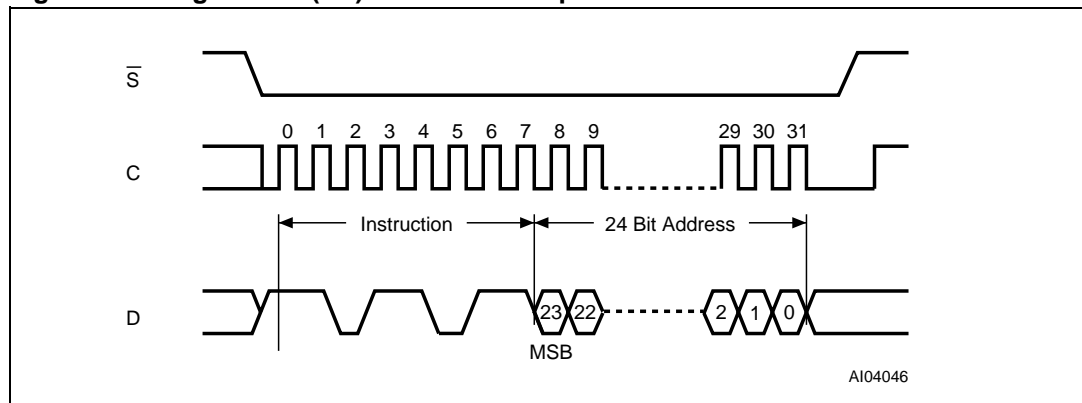 S
0 1 2 3 4 5 6 7 8 9 29 30 31
C
Instruction 24 Bit Address
D 23 22 2 1 0
MSB
AI04046